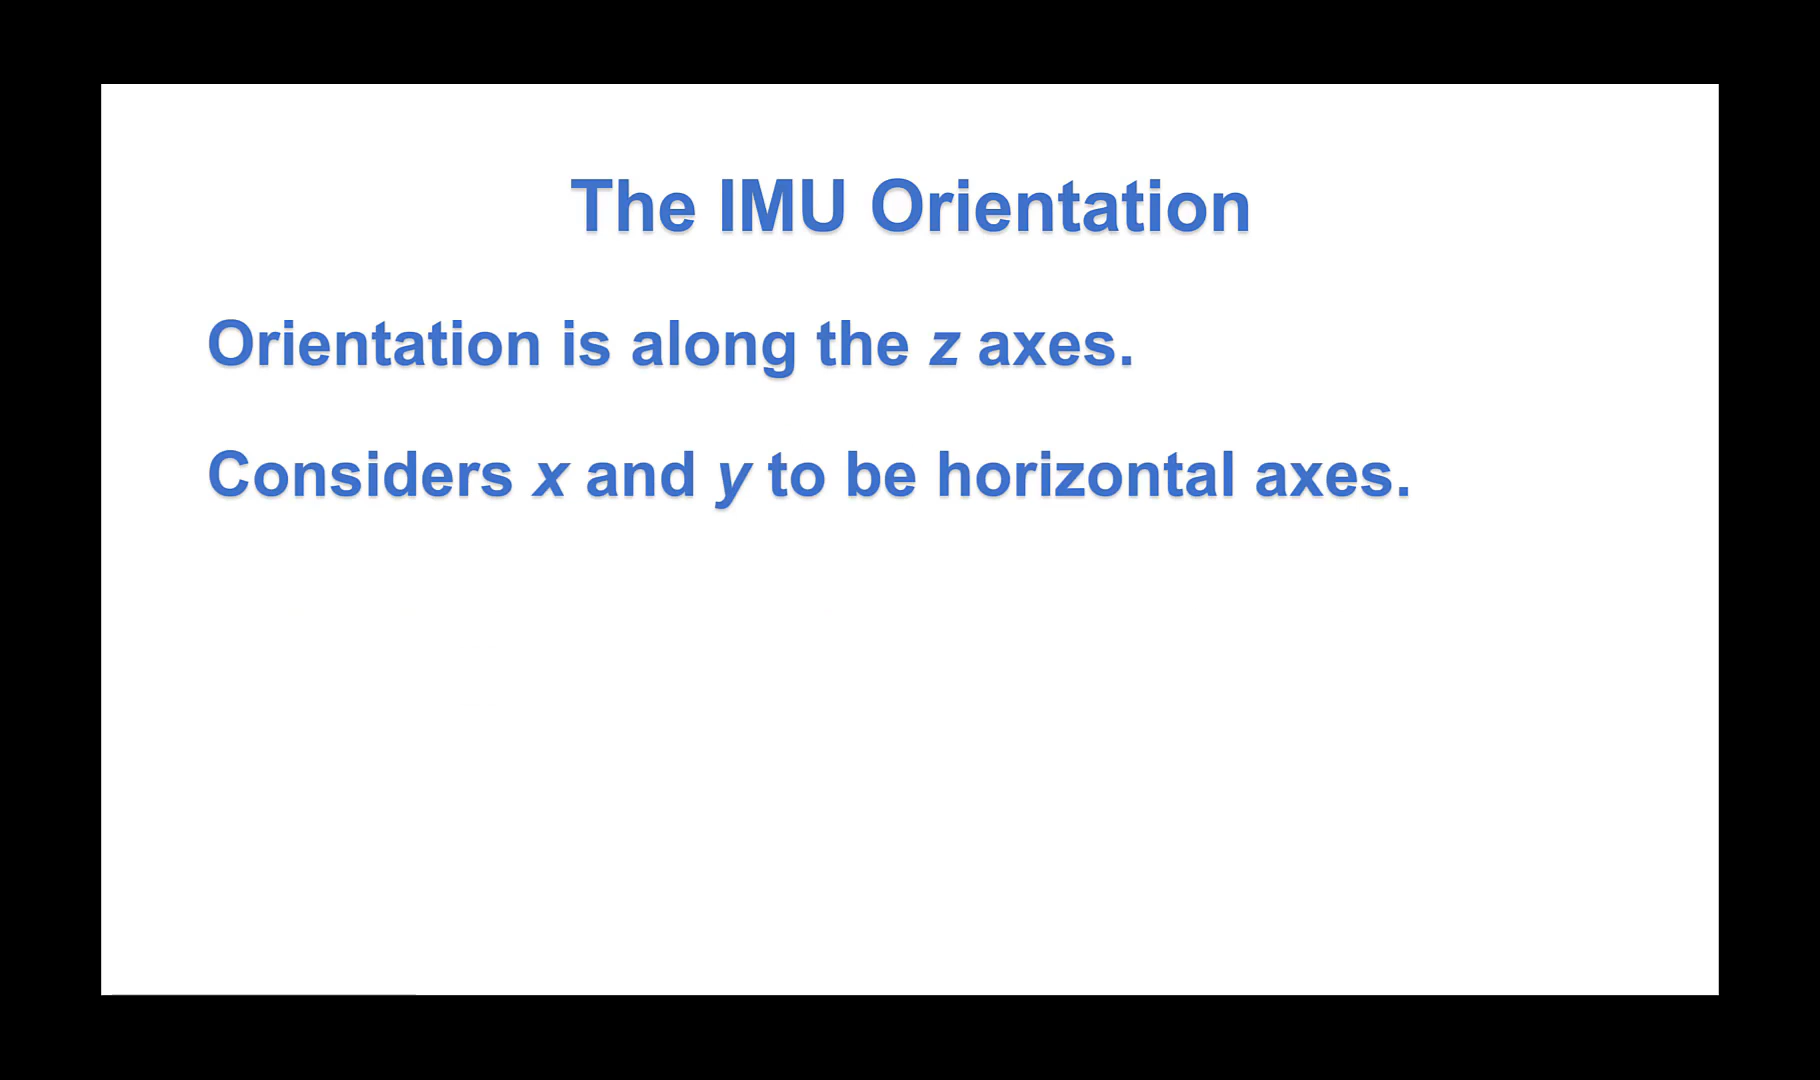 The IMU Orientation
Orientation is along the z axes.
Considers x and y to be horizontal axes.